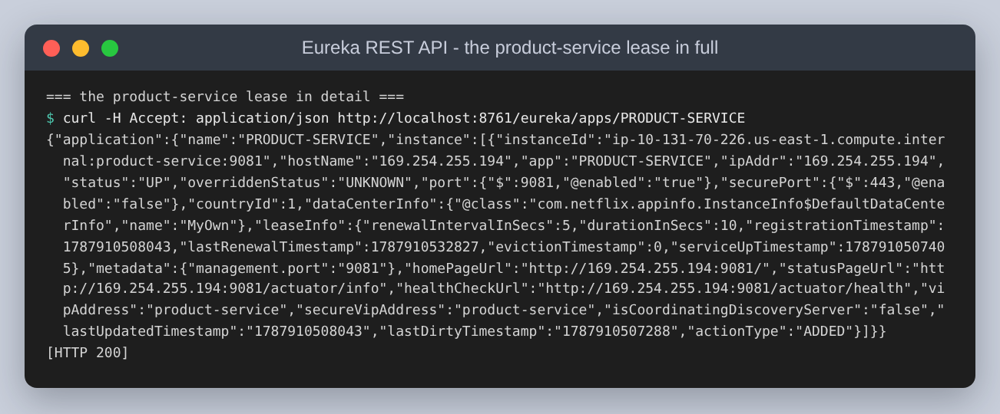 Eureka REST API - the product-service lease in full
=== the product-service lease in detail ===
$ curl -H Accept: application/json http://localhost:8761/eureka/apps/PRODUCT-SERVICE
{"application":{"name":"PRODUCT-SERVICE","instance":[{"instanceId":"ip-10-131-70-226.us-east-1.compute.inter
nal:product-service:9081","hostName":"169.254.255.194","app":"PRODUCT-SERVICE","ipAddr":"169.254.255.194",
"status":"UP","overriddenStatus":"UNKNOWN","port":{"$":9081,"@enabled":"true"},"securePort":{"$":443,"@ena
bled":"false"},"countryId":1,"dataCenterInfo":{"@class":"com.netflix.appinfo.InstanceInfo$DefaultDataCente
rInfo","name":"MyOwn"},"leaseInfo":{"renewalIntervalInSecs":5,"durationInSecs":10,"registrationTimestamp":
1787910508043,"lastRenewalTimestamp":1787910532827,"evictionTimestamp":0,"serviceUpTimestamp":178791050740
5},"metadata":{"management.port":"9081"},"homePageUrl":"http://169.254.255.194:9081/","statusPageUrl":"htt
p://169.254.255.194:9081/actuator/info","healthCheckUrl":"http://169.254.255.194:9081/actuator/health","vi
pAddress":"product-service","secureVipAddress":"product-service","isCoordinatingDiscoveryServer":"false","
lastUpdatedTimestamp":"1787910508043","lastDirtyTimestamp":"1787910507288","actionType":"ADDED"}]}}
[HTTP 200]